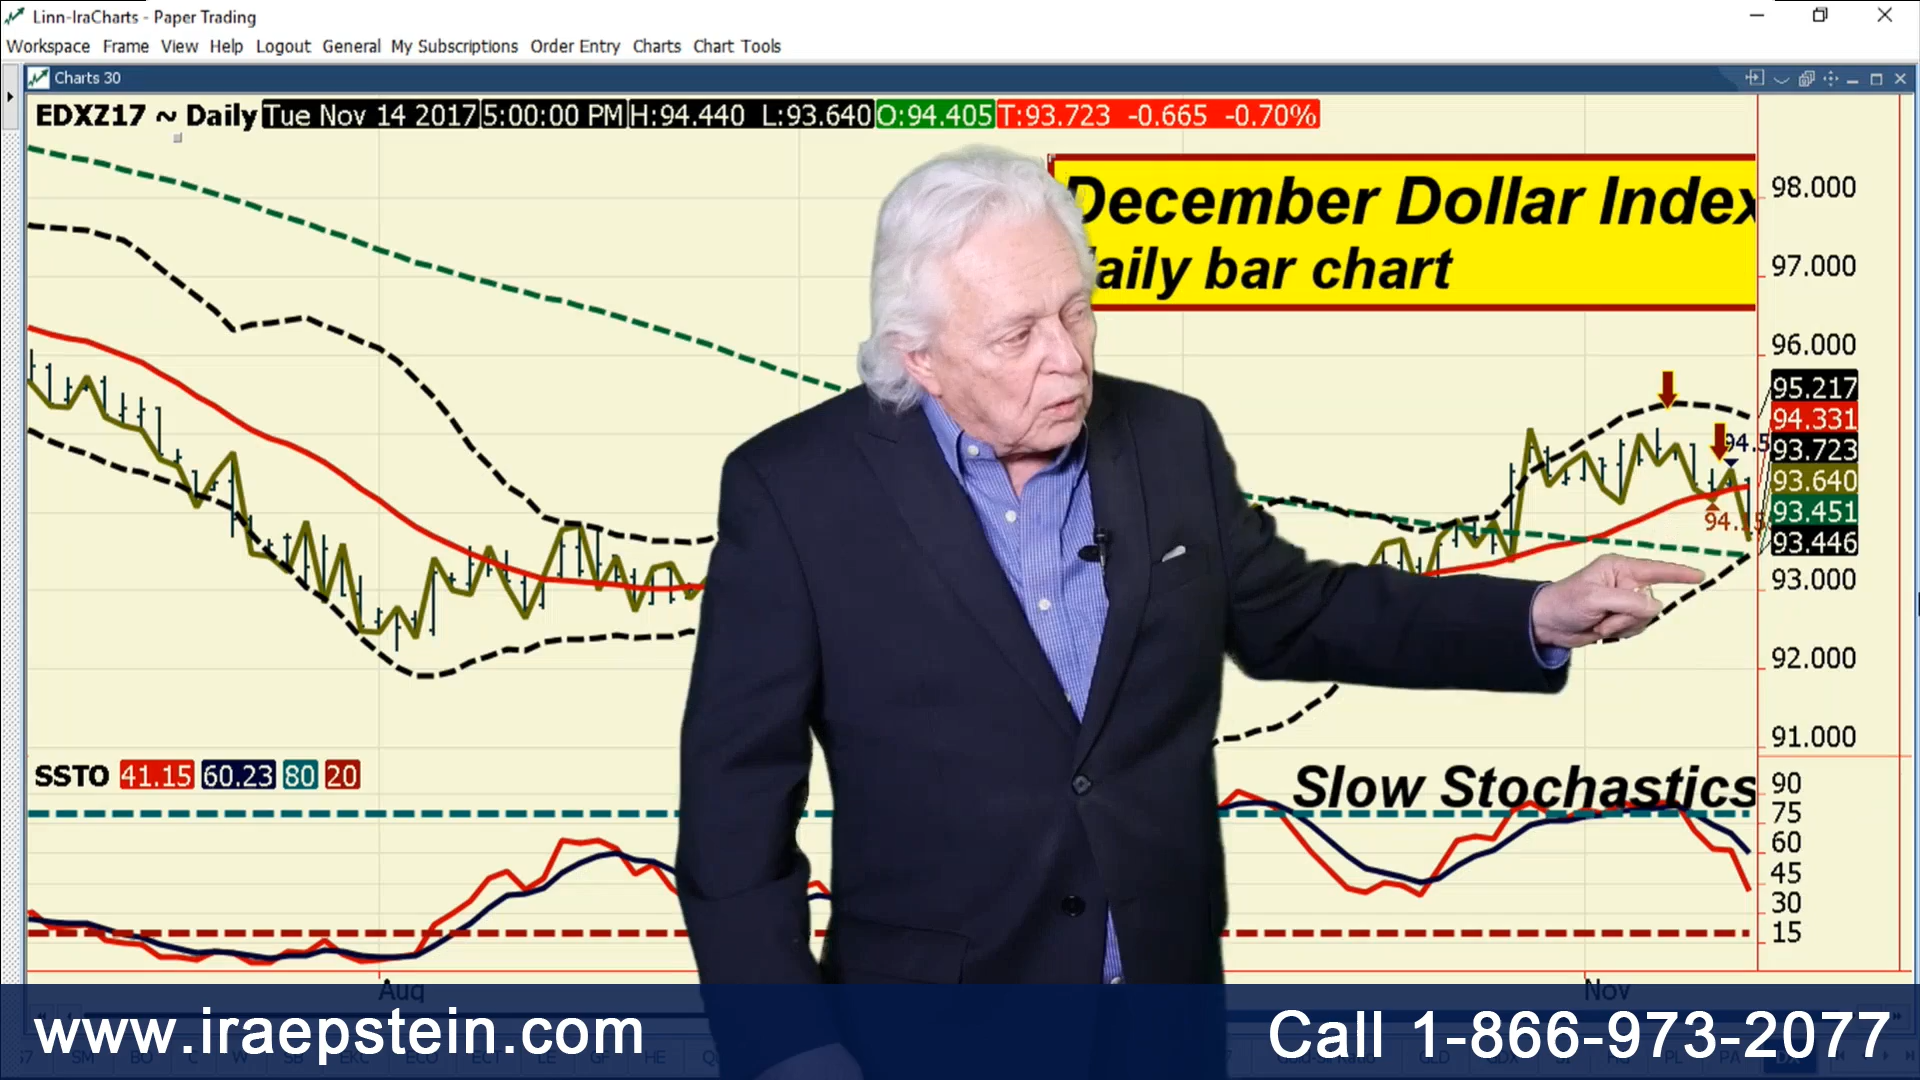 Linn-IraCharts - Paper Trading
Workspace Frame View Help Logout General My Subscriptions Order Entry Charts Chart Tools
Charts 30
EDXZ17 ~ Daily Tue Nov 14 2017 5:00:00 PM H:94.440 L:93.640 O:94.405 T:93.723 -0.665 -0.70%
December Dollar Index
daily bar chart
98.000
97.000
96.000
95.217
94.331
94.5
93.723
93.640
93.451
94.15
93.446
93.000
92.000
91.000
SSTO 41.15 60.23 80 20
Slow Stochastics
90
75
60
45
30
15
Aug Nov
www.iraepstein.com
Call 1-866-973-2077